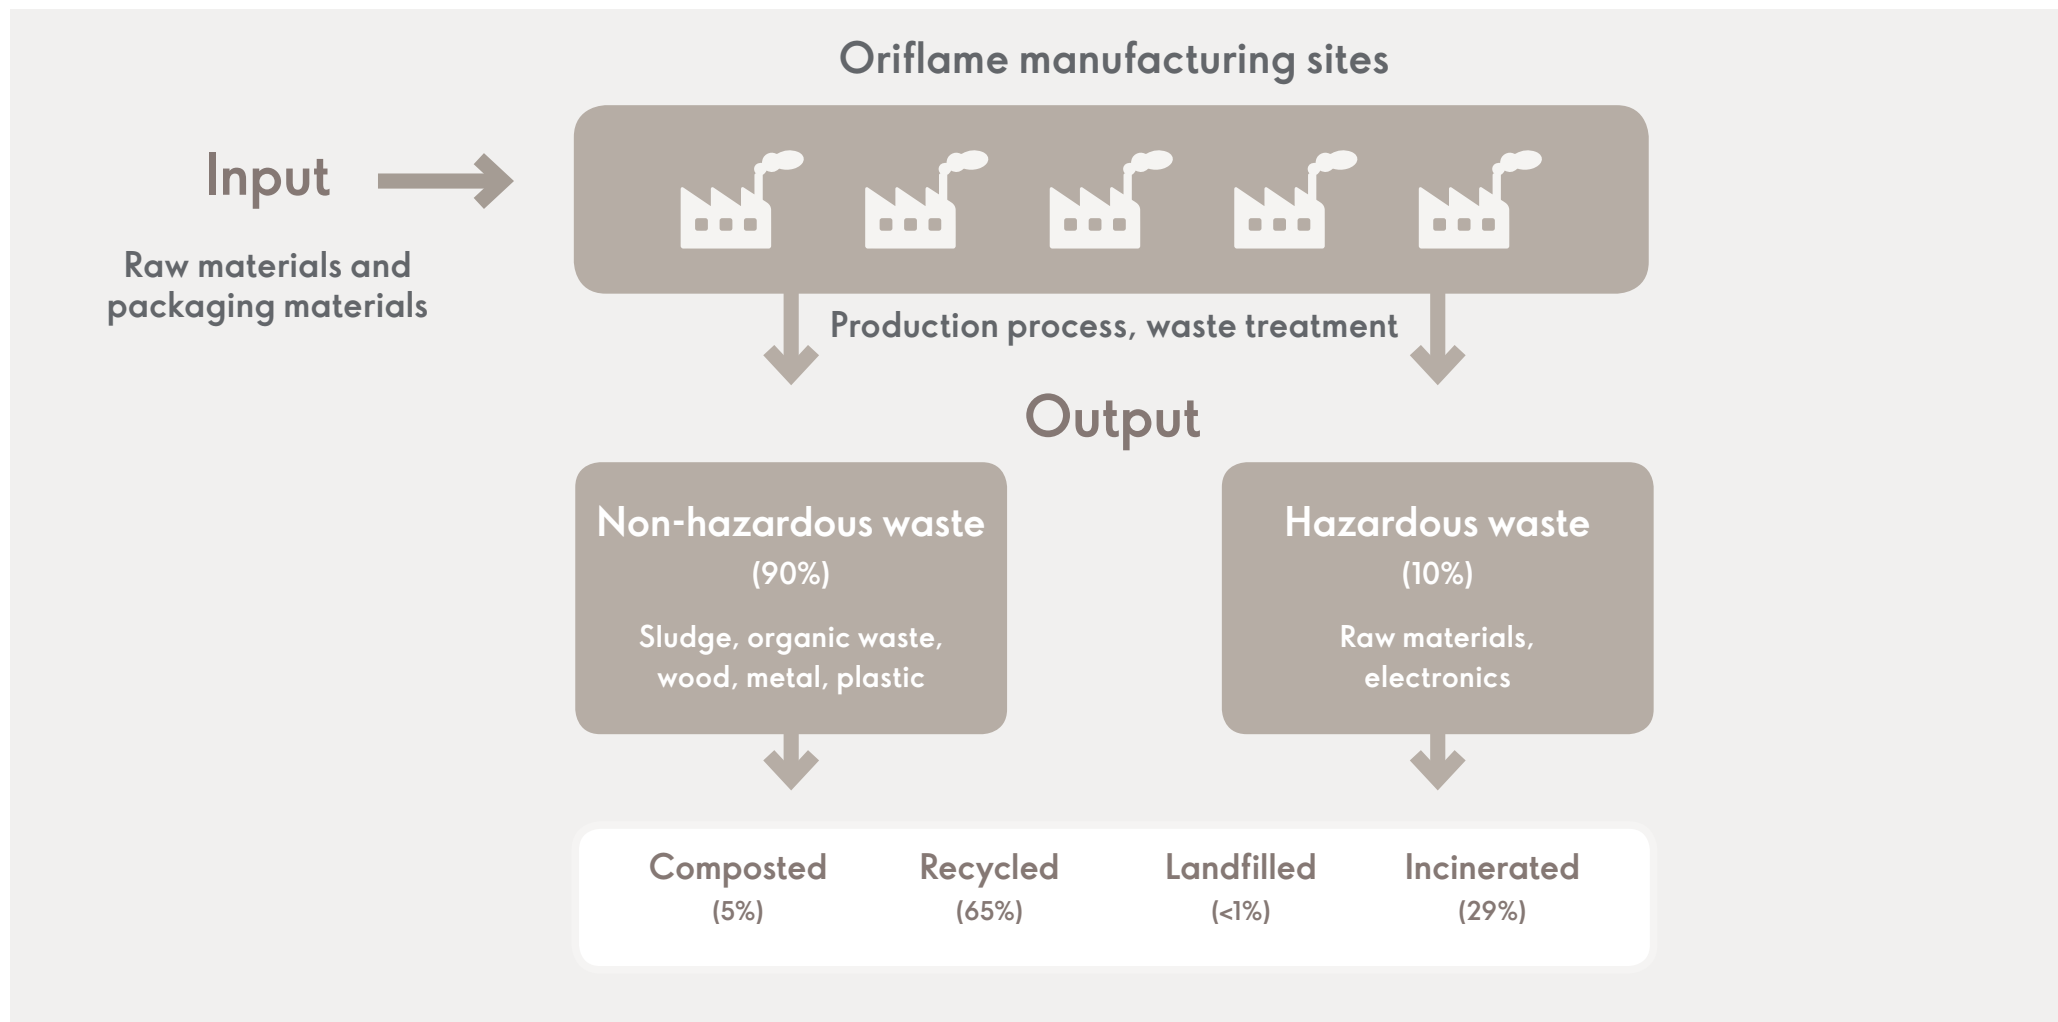 Oriflame manufacturing sites
Input
Raw materials and
packaging materials
Production process, waste treatment
Output
Non-hazardous waste
(90%)
Sludge, organic waste,
wood, metal, plastic
Hazardous waste
(10%)
Raw materials,
electronics
Composted
(5%)
Recycled
(65%)
Landfilled
(<1%)
Incinerated
(29%)